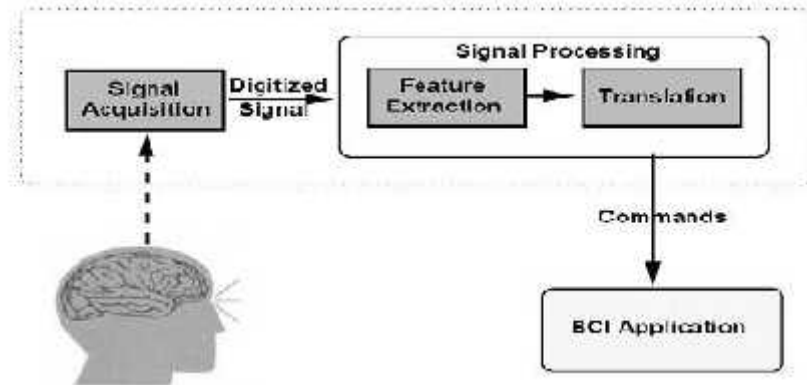 Signal Processing
Signal
Acquisition
Digitized
Signal
Feature
Extraction
Translation
Commands
BCI Application